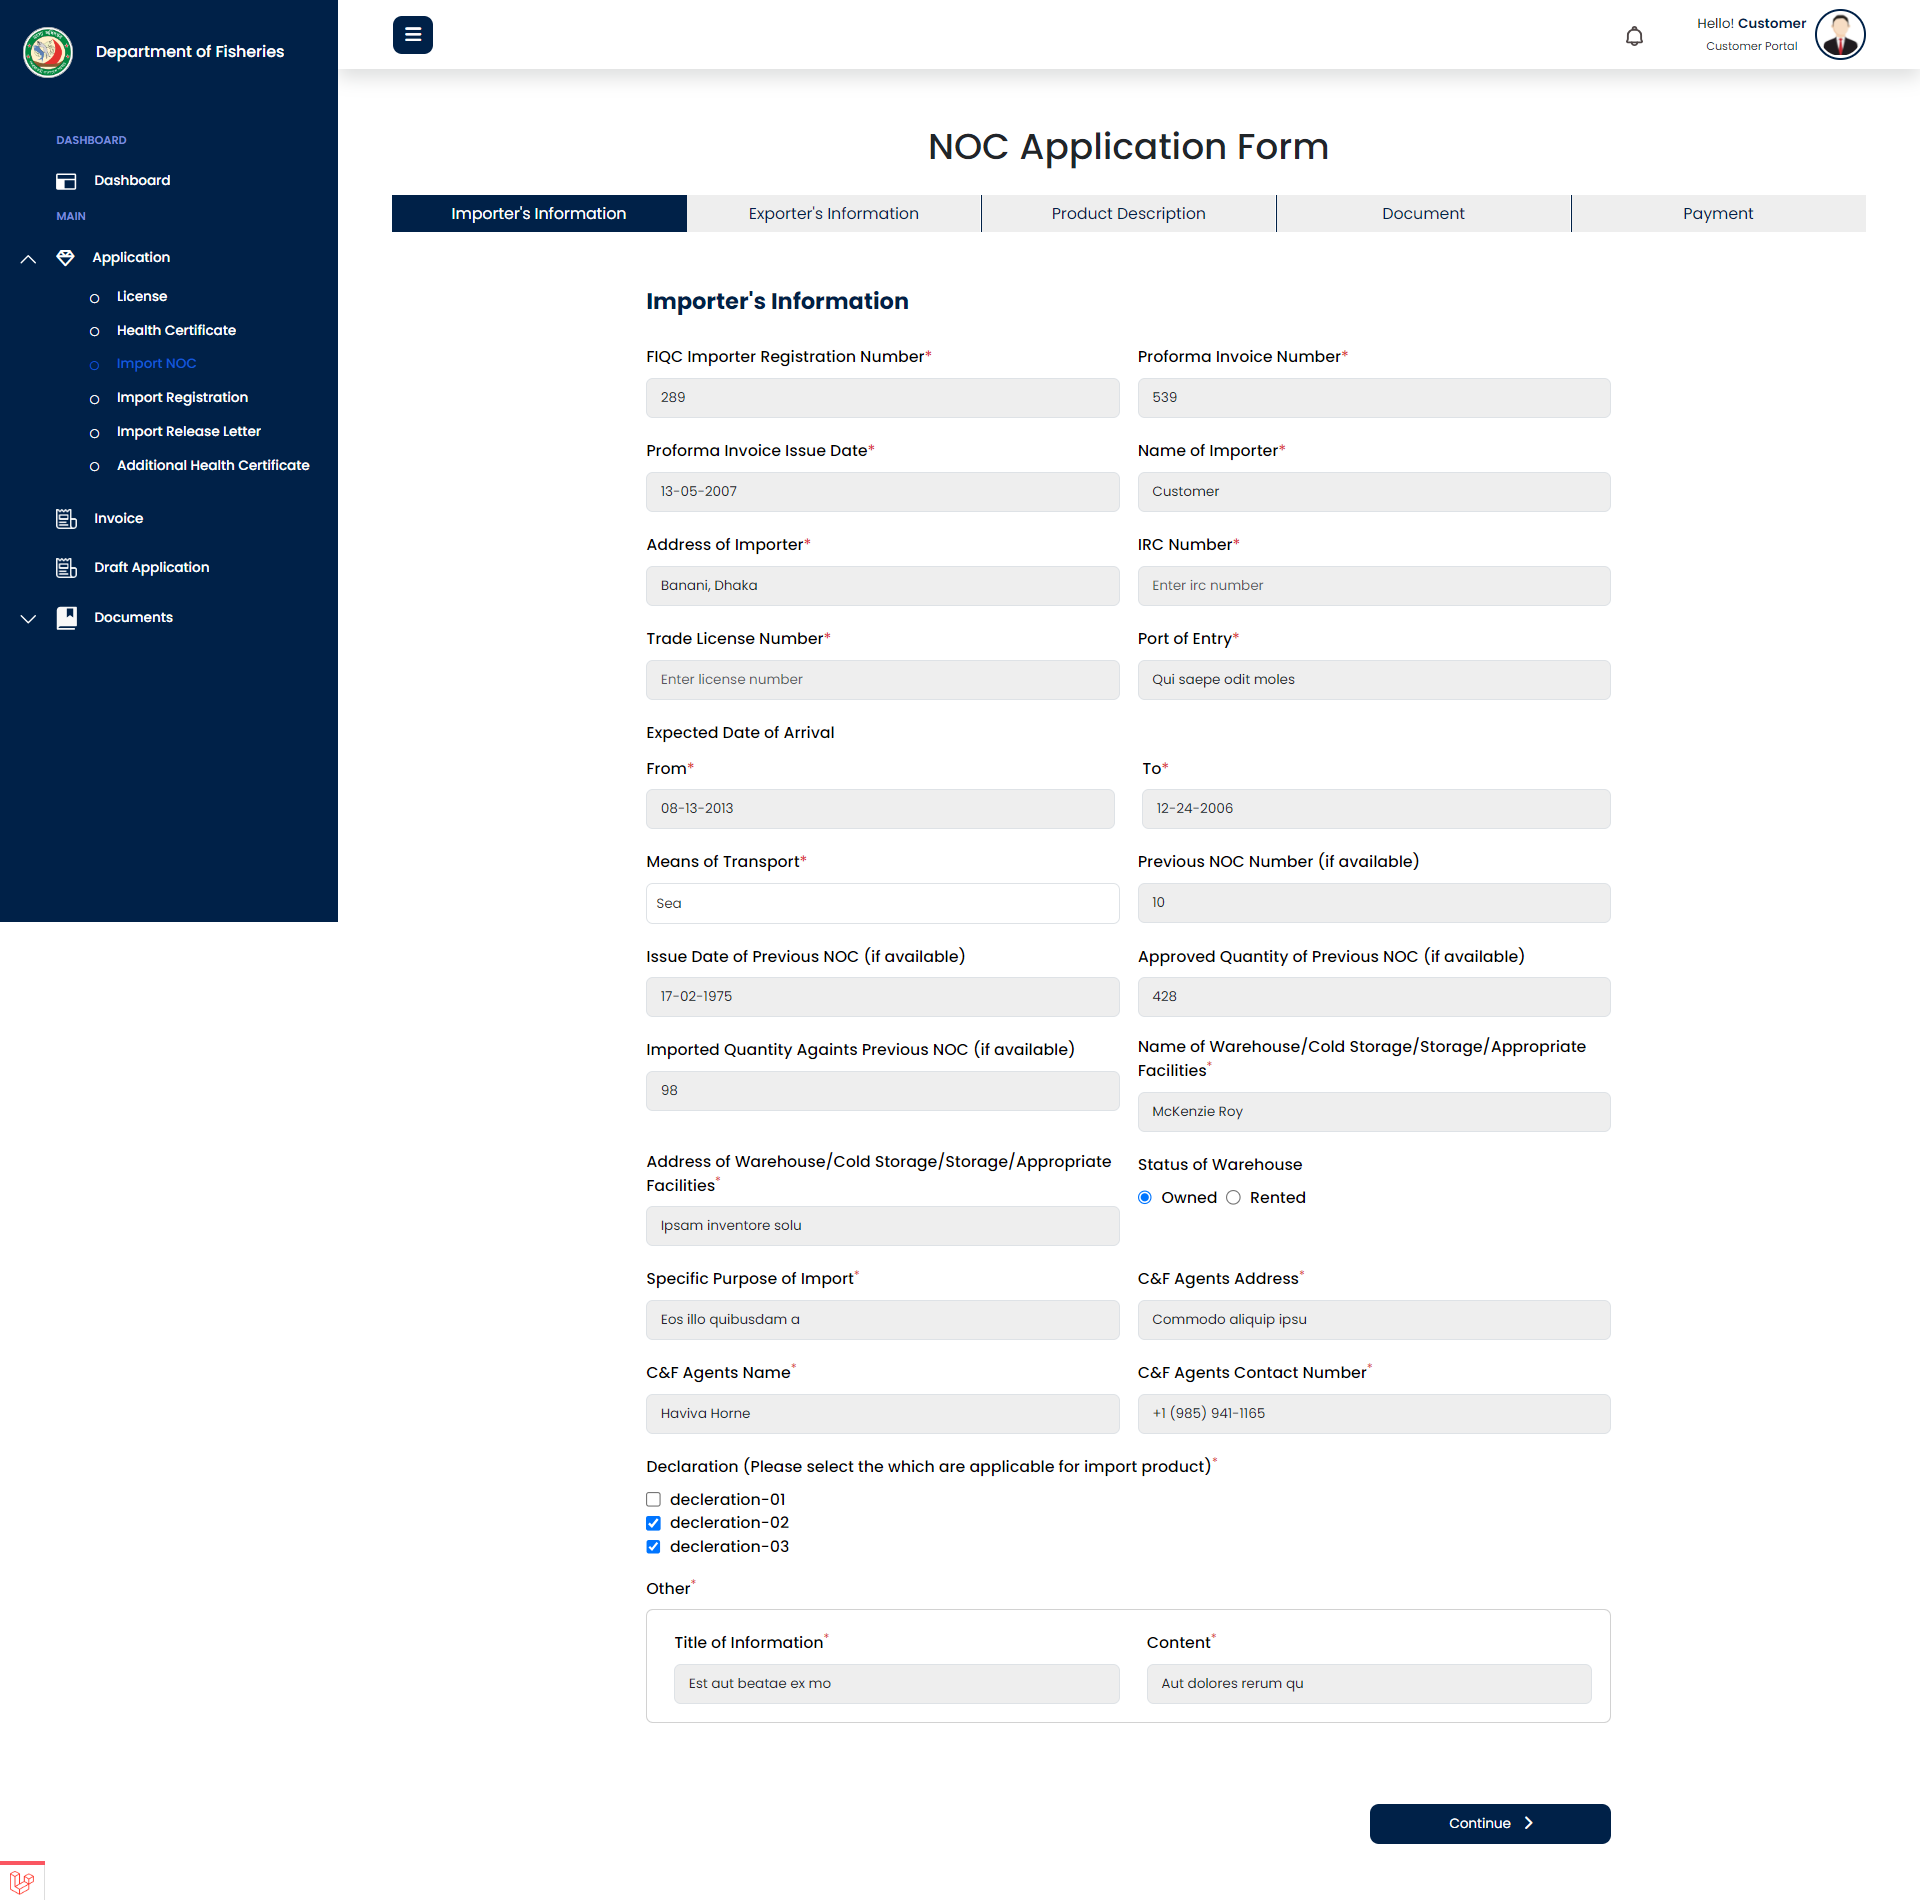 Department of Fisheries
Hello! Customer
Customer Portal
DASHBOARD
Dashboard
MAIN
Application
License
Health Certificate
Import NOC
Import Registration
Import Release Letter
Additional Health Certificate
Invoice
Draft Application
Documents
NOC Application Form
Importer's Information
Exporter's Information
Product Description
Document
Payment
Importer's Information
FIQC Importer Registration Number*
289
Proforma Invoice Number*
539
Proforma Invoice Issue Date*
13-05-2007
Name of Importer*
Customer
Address of Importer*
Banani, Dhaka
IRC Number*
Enter irc number
Trade License Number*
Enter license number
Port of Entry*
Qui saepe odit moles
Expected Date of Arrival
From*
08-13-2013
To*
12-24-2006
Means of Transport*
Sea
Previous NOC Number (if available)
10
Issue Date of Previous NOC (if available)
17-02-1975
Approved Quantity of Previous NOC (if available)
428
Imported Quantity Againts Previous NOC (if available)
98
Name of Warehouse/Cold Storage/Storage/Appropriate
Facilities*
McKenzie Roy
Address of Warehouse/Cold Storage/Storage/Appropriate
Facilities*
Ipsam inventore solu
Status of Warehouse
Owned
Rented
Specific Purpose of Import*
Eos illo quibusdam a
C&F Agents Address*
Commodo aliquip ipsu
C&F Agents Name*
Haviva Horne
C&F Agents Contact Number*
+1 (985) 941-1165
Declaration (Please select the which are applicable for import product)*
decleration-01
decleration-02
decleration-03
Other*
Title of Information*
Est aut beatae ex mo
Content*
Aut dolores rerum qu
Continue